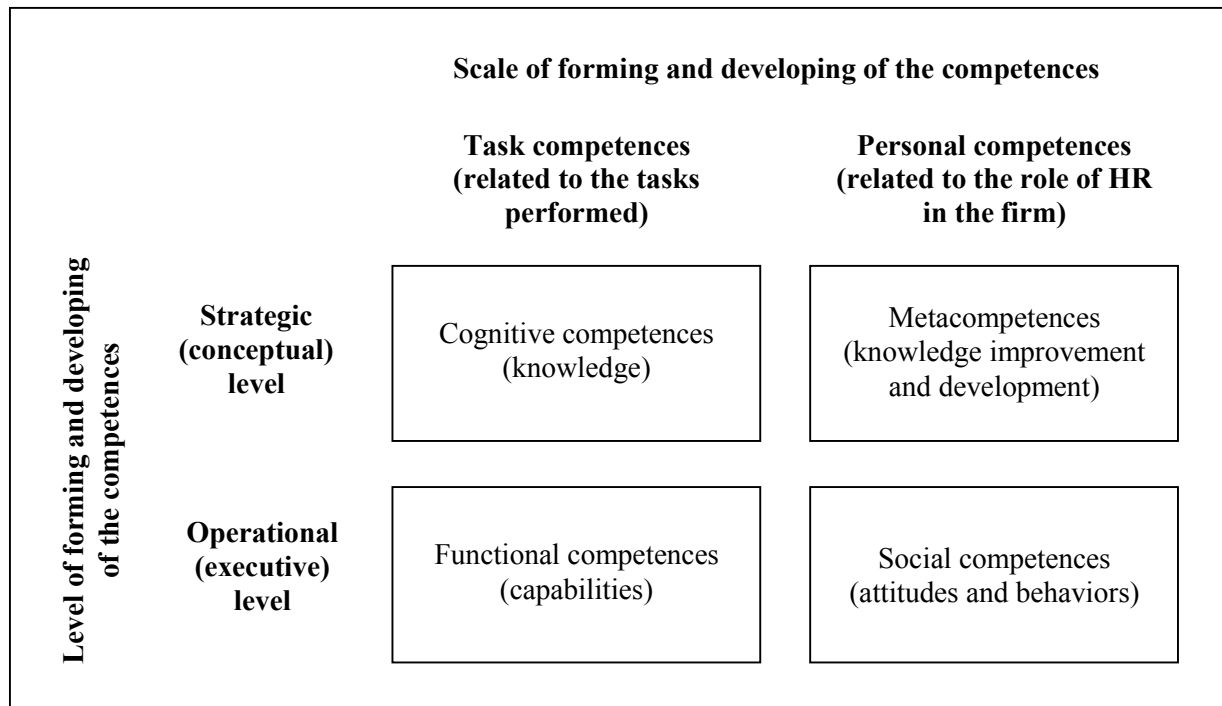 Scale of forming and developing of the competences
Task competences
(related to the tasks
performed)
Personal competences
(related to the role of HR
in the firm)
Level of forming and developing
of the competences
Strategic
(conceptual)
level
Cognitive competences
(knowledge)
Metacompetences
(knowledge improvement
and development)
Operational
(executive)
level
Functional competences
(capabilities)
Social competences
(attitudes and behaviors)